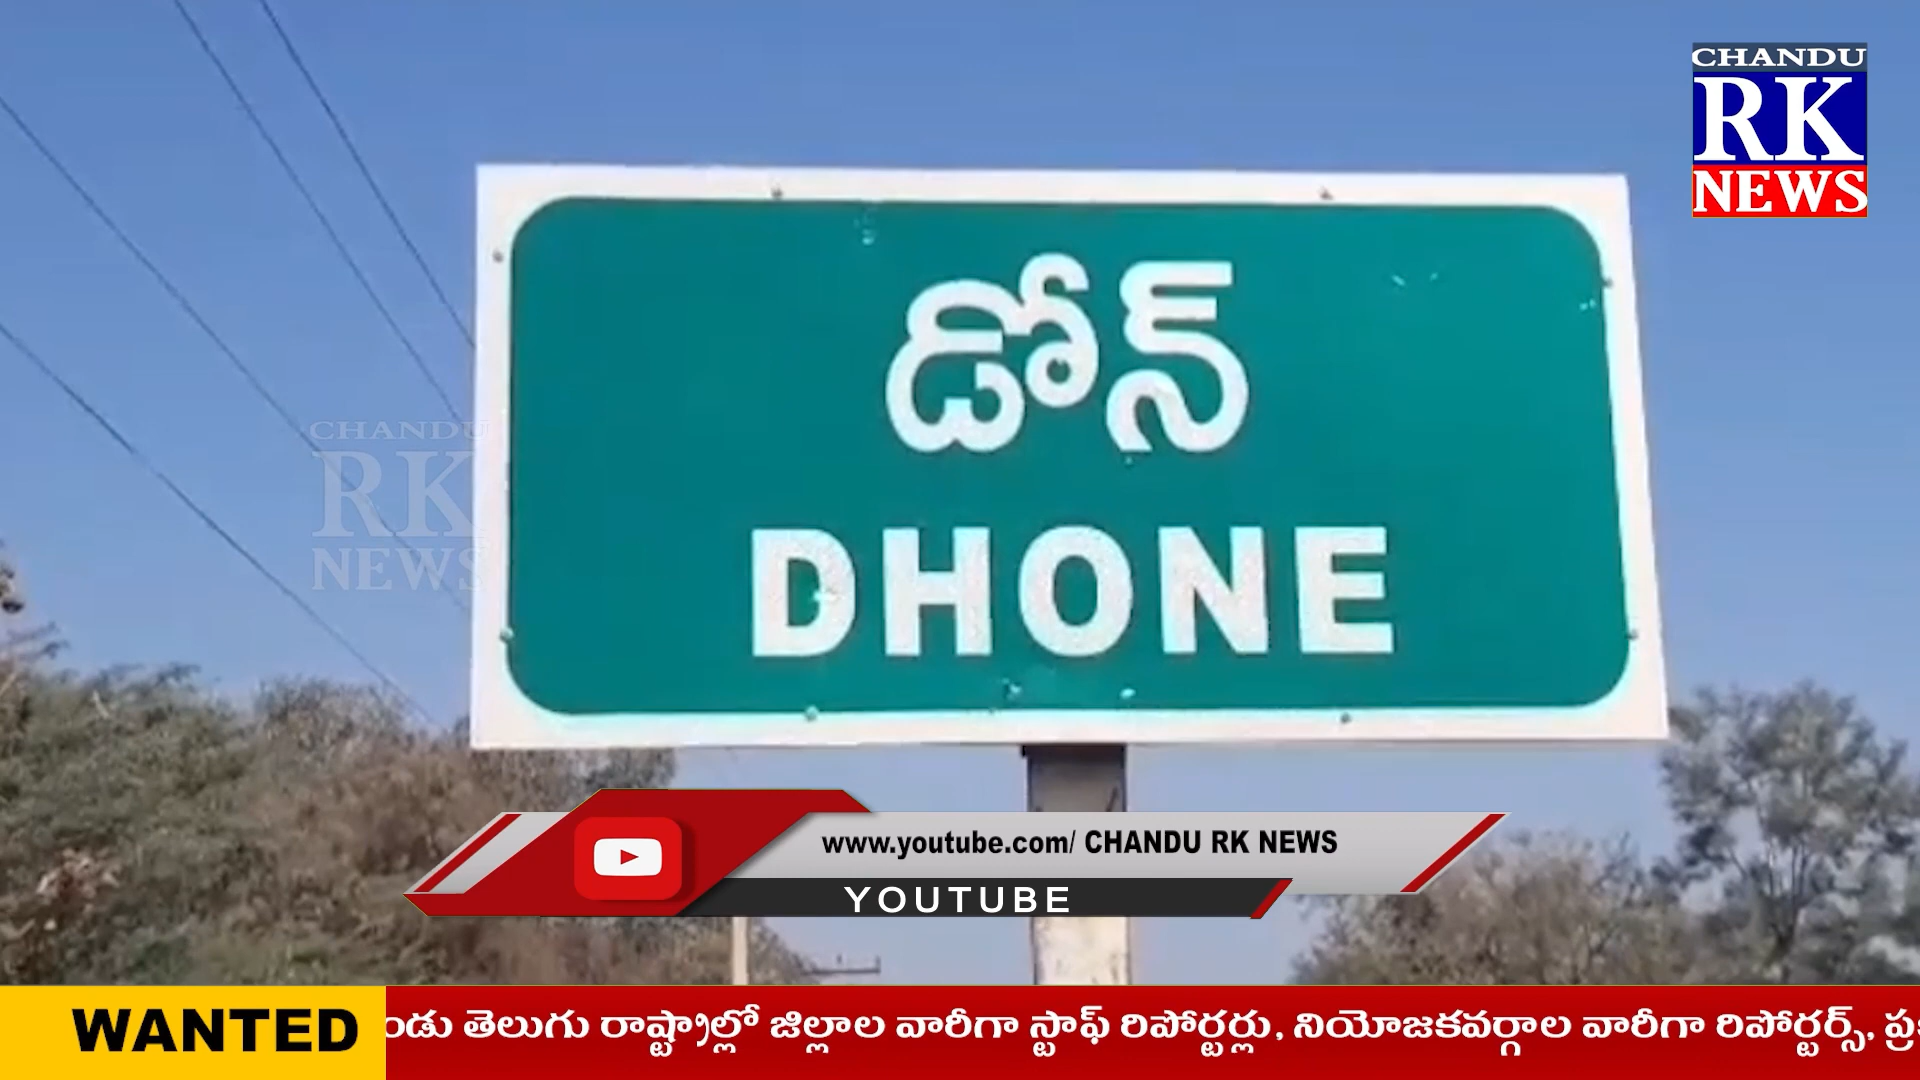 CHANDU
RK
NEWS
డోన్
DHONE
CHANDU
RK
NEWS
www.youtube.com/ CHANDU RK NEWS
YOUTUBE
WANTED
తెలుగు రాష్ట్రాల్లో జిల్లాల వారీగా స్టాఫ్ రిపోర్టర్లు, నియోజకవర్గాల వారీగా రిపోర్టర్స్,